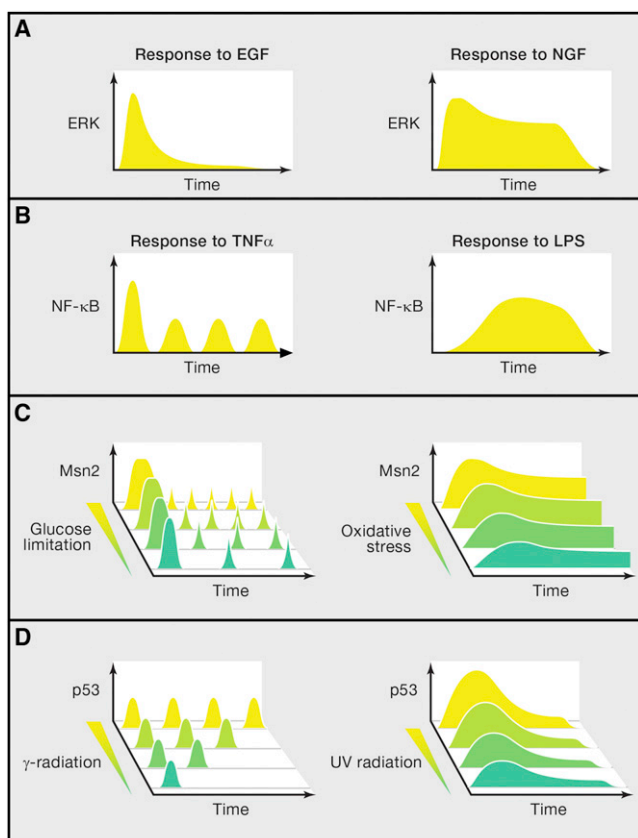 A
Response to EGF
ERK
Time
Response to NGF
ERK
Time
B
Response to TNFα
NF-κB
Time
Response to LPS
NF-κB
Time
C
Msn2
Glucose
limitation
Time
Msn2
Oxidative
stress
Time
D
p53
γ-radiation
Time
p53
UV radiation
Time